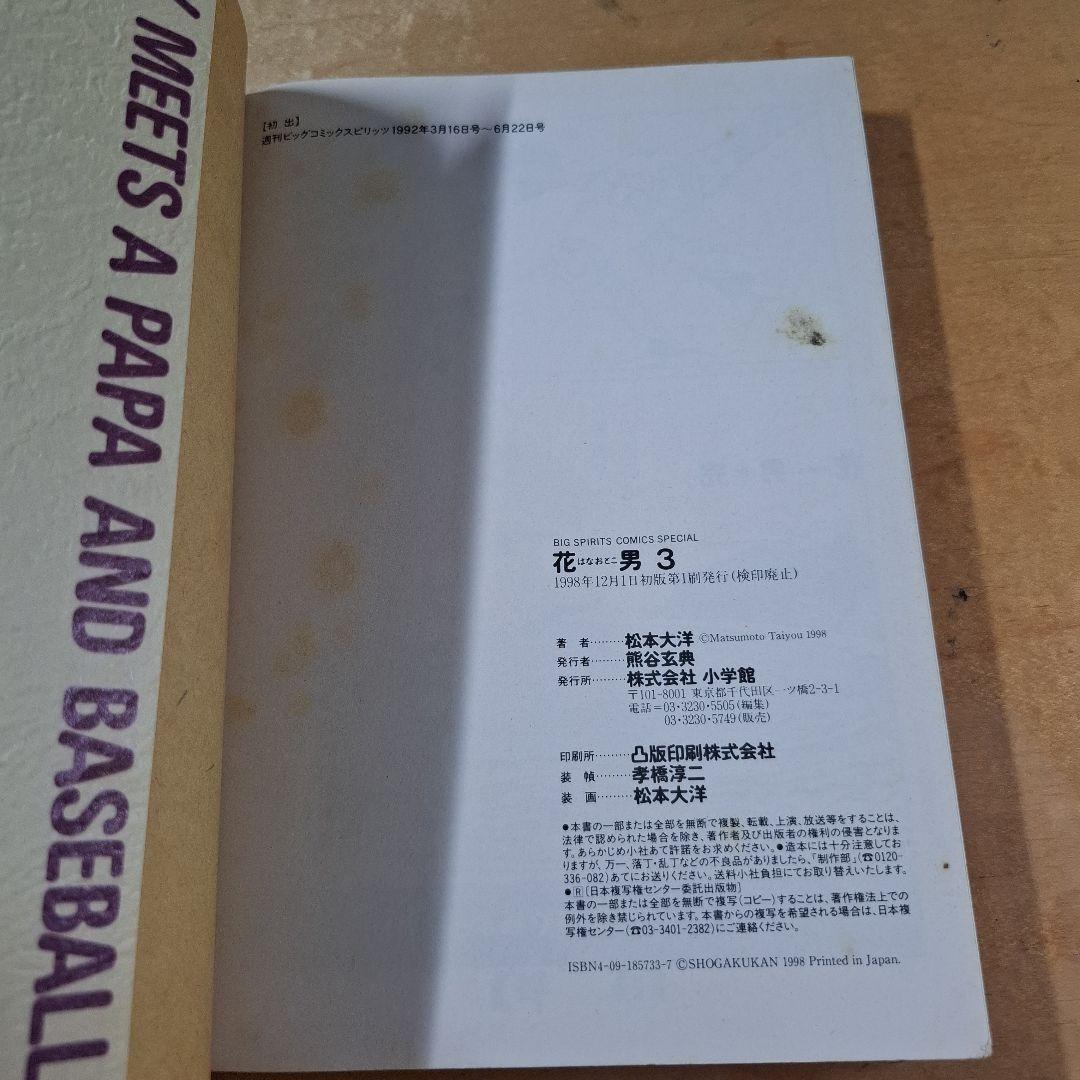 MEETS A PAPA AND BASEBALL
[初出]
週刊ビッグコミックスピリッツ1992年3月16日号～6月22日号
BIG SPIRITS COMICS SPECIAL
花はなおとこ男 3
1998年12月1日初版第1刷発行(検印廃止)
著 者………松本大洋 ©Matsumoto Taiyou 1998
発行者………熊谷玄典
発行所………株式会社 小学館
〒101-8001 東京都千代田区一ツ橋2-3-1
電話=03・3230・5505(編集)
03・3230・5749(販売)
印刷所………凸版印刷株式会社
装 幀………孝橋淳二
装 画………松本大洋
●本書の一部または全部を無断で複製、転載、上演、放送等をすることは、
法律で認められた場合を除き、著作者及び出版者の権利の侵害となりま
す。あらかじめ小社あて許諾をお求めください。●造本には十分注意してお
りますが、万一、落丁・乱丁などの不良品がありましたら、「制作部」(☎0120-
336-082)あてにお送りください。送料小社負担にてお取り替えいたします。
●Ⓡ[日本複写権センター委託出版物]
本書の一部または全部を無断で複写(コピー)することは、著作権法上での
例外を除き禁じられています。本書からの複写を希望される場合は、日本複
写権センター(☎03-3401-2382)にご連絡ください。
ISBN4-09-185733-7 ©SHOGAKUKAN 1998 Printed in Japan.